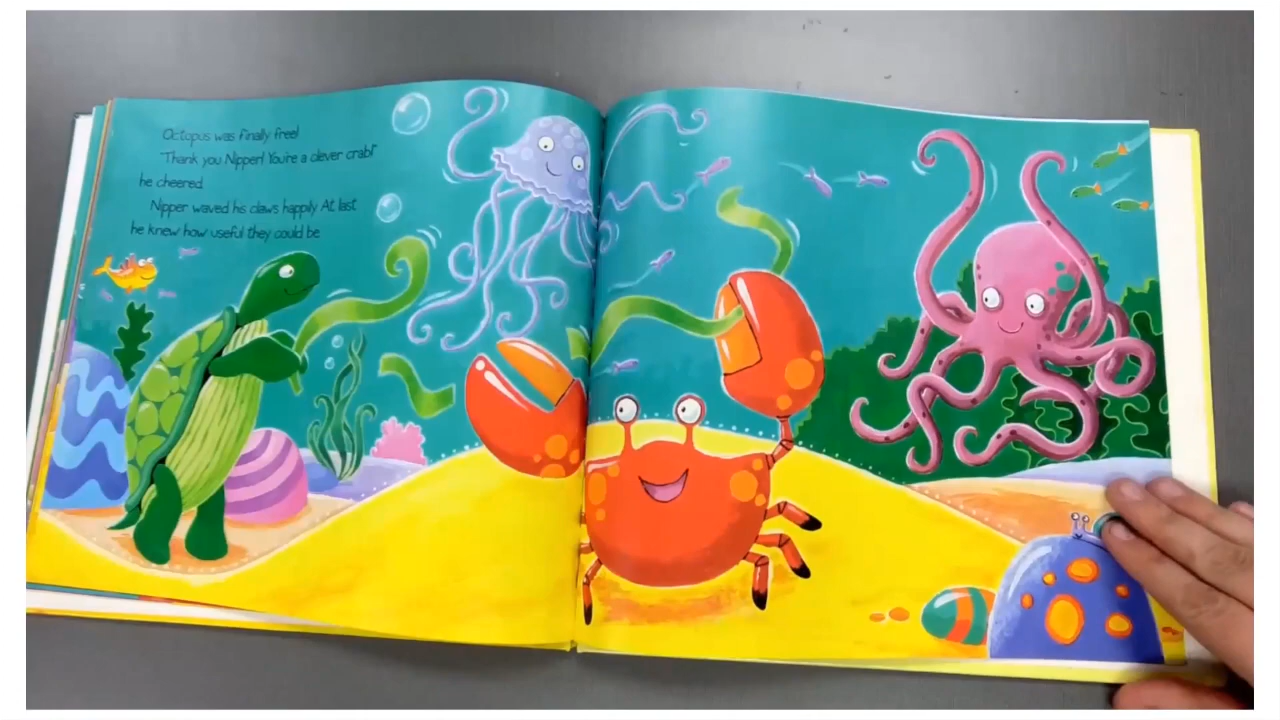 Octopus was finally free!
"Thank you Nipper! You're a clever crab!"
he cheered.
Nipper waved his claws happily. At last
he knew how useful they could be